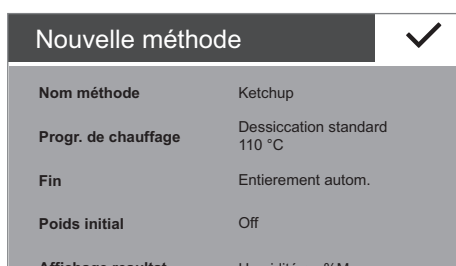 Nouvelle méthode
Nom méthode Ketchup
Progr. de chauffage Dessiccation standard
110 °C
Fin Entierement autom.
Poids initial Off